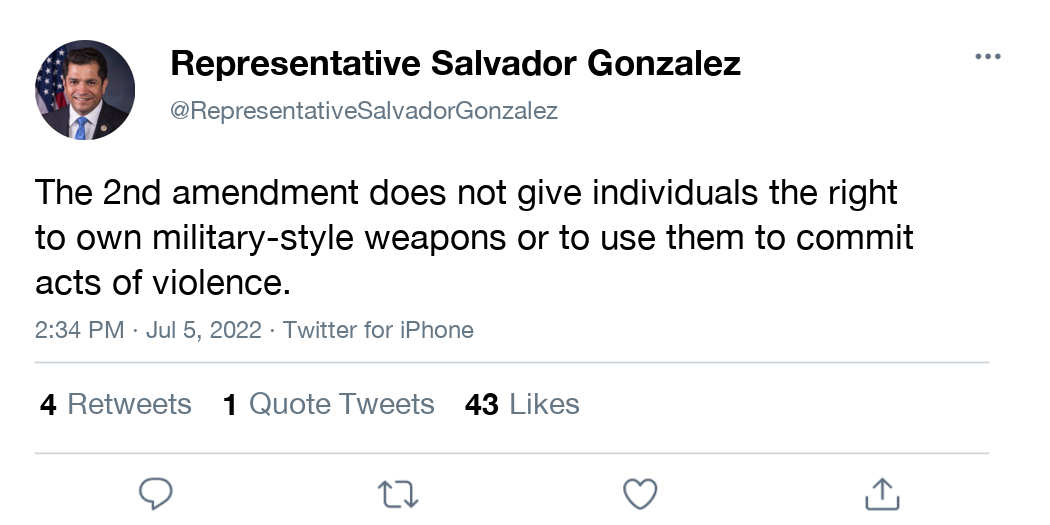 Representative Salvador Gonzalez
@RepresentativeSalvadorGonzalez
The 2nd amendment does not give individuals the right
to own military-style weapons or to use them to commit
acts of violence.
2:34 PM · Jul 5, 2022 · Twitter for iPhone
4 Retweets 1 Quote Tweets 43 Likes